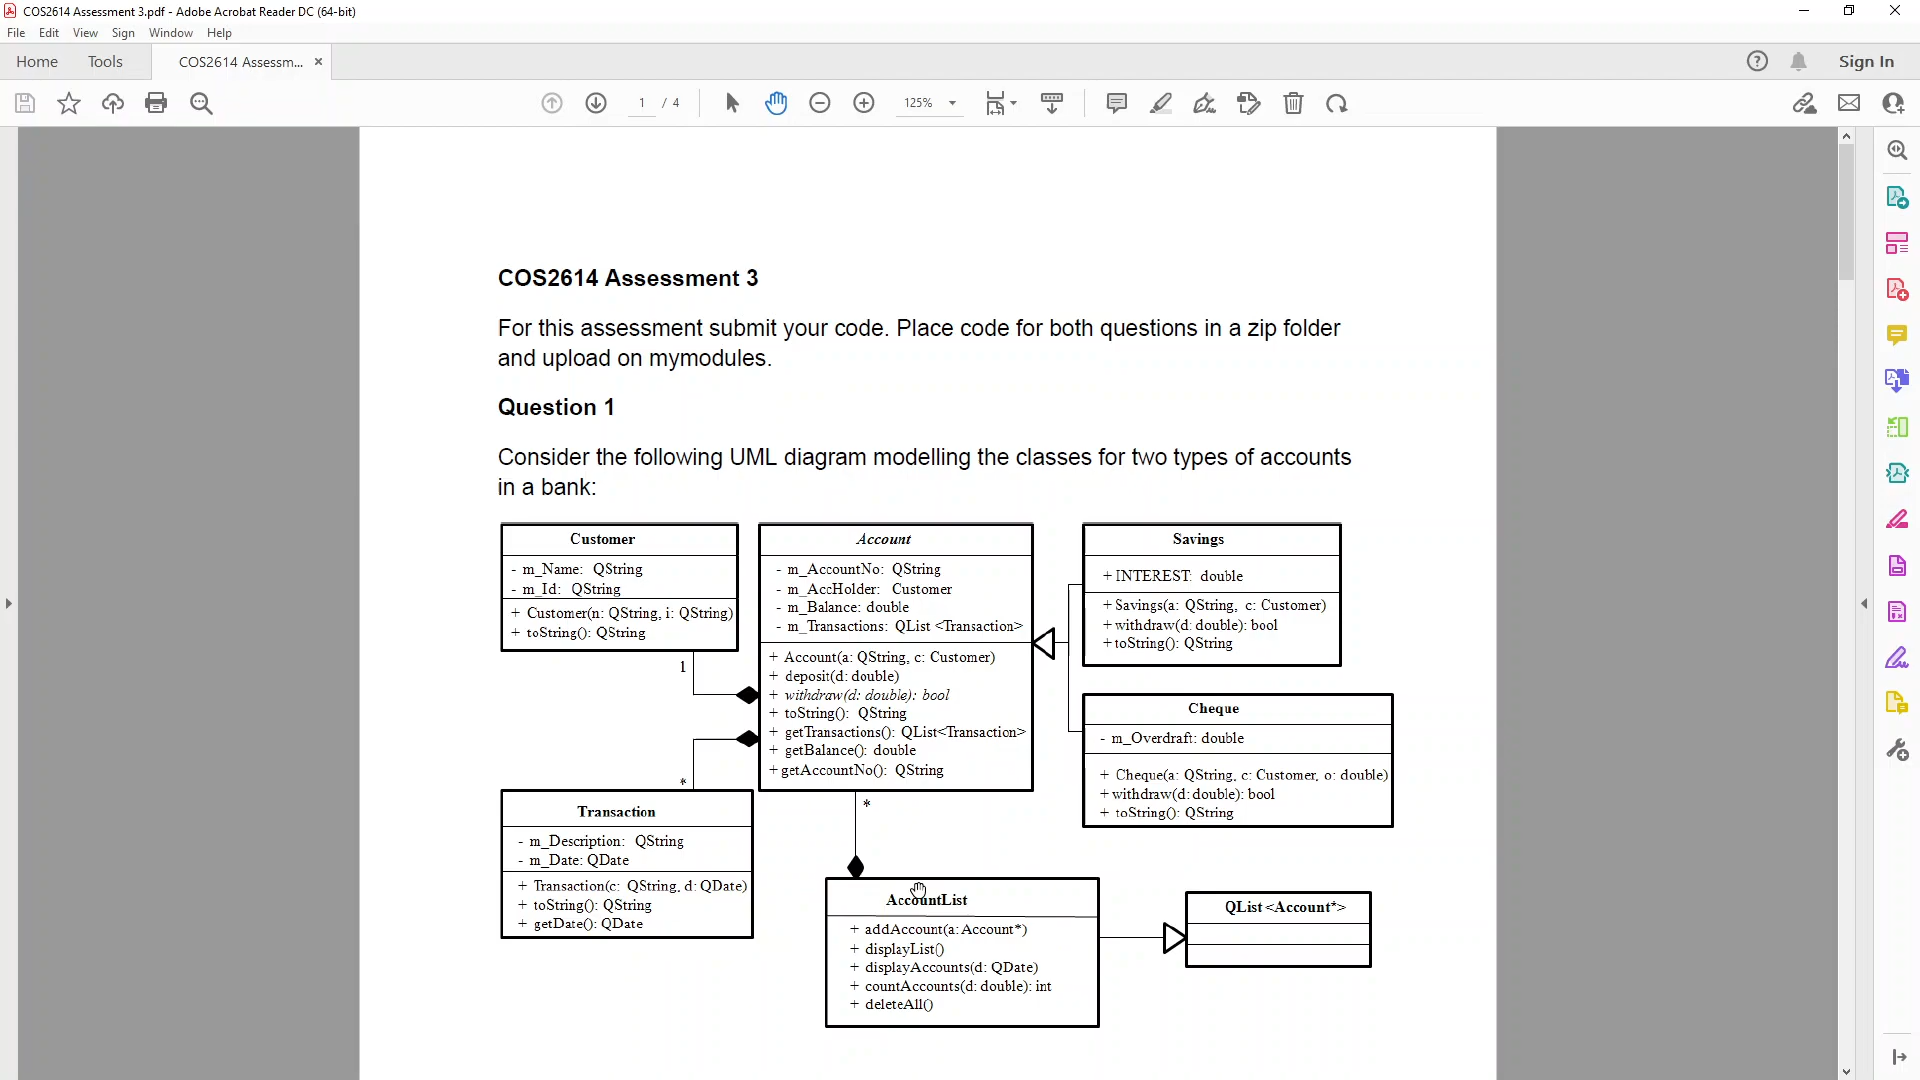 COS2614 Assessment 3.pdf - Adobe Acrobat Reader DC (64-bit)
File Edit View Sign Window Help
Home Tools COS2614 Assessm... × Sign In
1 / 4 125%
COS2614 Assessment 3
For this assessment submit your code. Place code for both questions in a zip folder
and upload on mymodules.
Question 1
Consider the following UML diagram modelling the classes for two types of accounts
in a bank:
Customer
- m_Name: QString
- m_Id: QString
+ Customer(n: QString, i: QString)
+ toString(): QString
1
Account
- m_AccountNo: QString
- m_AccHolder: Customer
- m_Balance: double
- m_Transactions: QList <Transaction>
+ Account(a: QString, c: Customer)
+ deposit(d: double)
+ withdraw(d: double): bool
+ toString(): QString
+ getTransactions(): QList<Transaction>
+ getBalance(): double
+getAccountNo(): QString
Savings
+INTEREST: double
+Savings(a: QString, c: Customer)
+withdraw(d: double): bool
+toString(): QString
Cheque
- m_Overdraft: double
+ Cheque(a: QString, c: Customer, o: double)
+withdraw(d:double): bool
+ toString(): QString
*
Transaction
- m_Description: QString
- m_Date: QDate
+ Transaction(c: QString, d: QDate)
+ toString(): QString
+ getDate(): QDate
*
AccountList
+ addAccount(a: Account*)
+ displayList()
+ displayAccounts(d: QDate)
+ countAccounts(d: double): int
+ deleteAll()
QList <Account*>